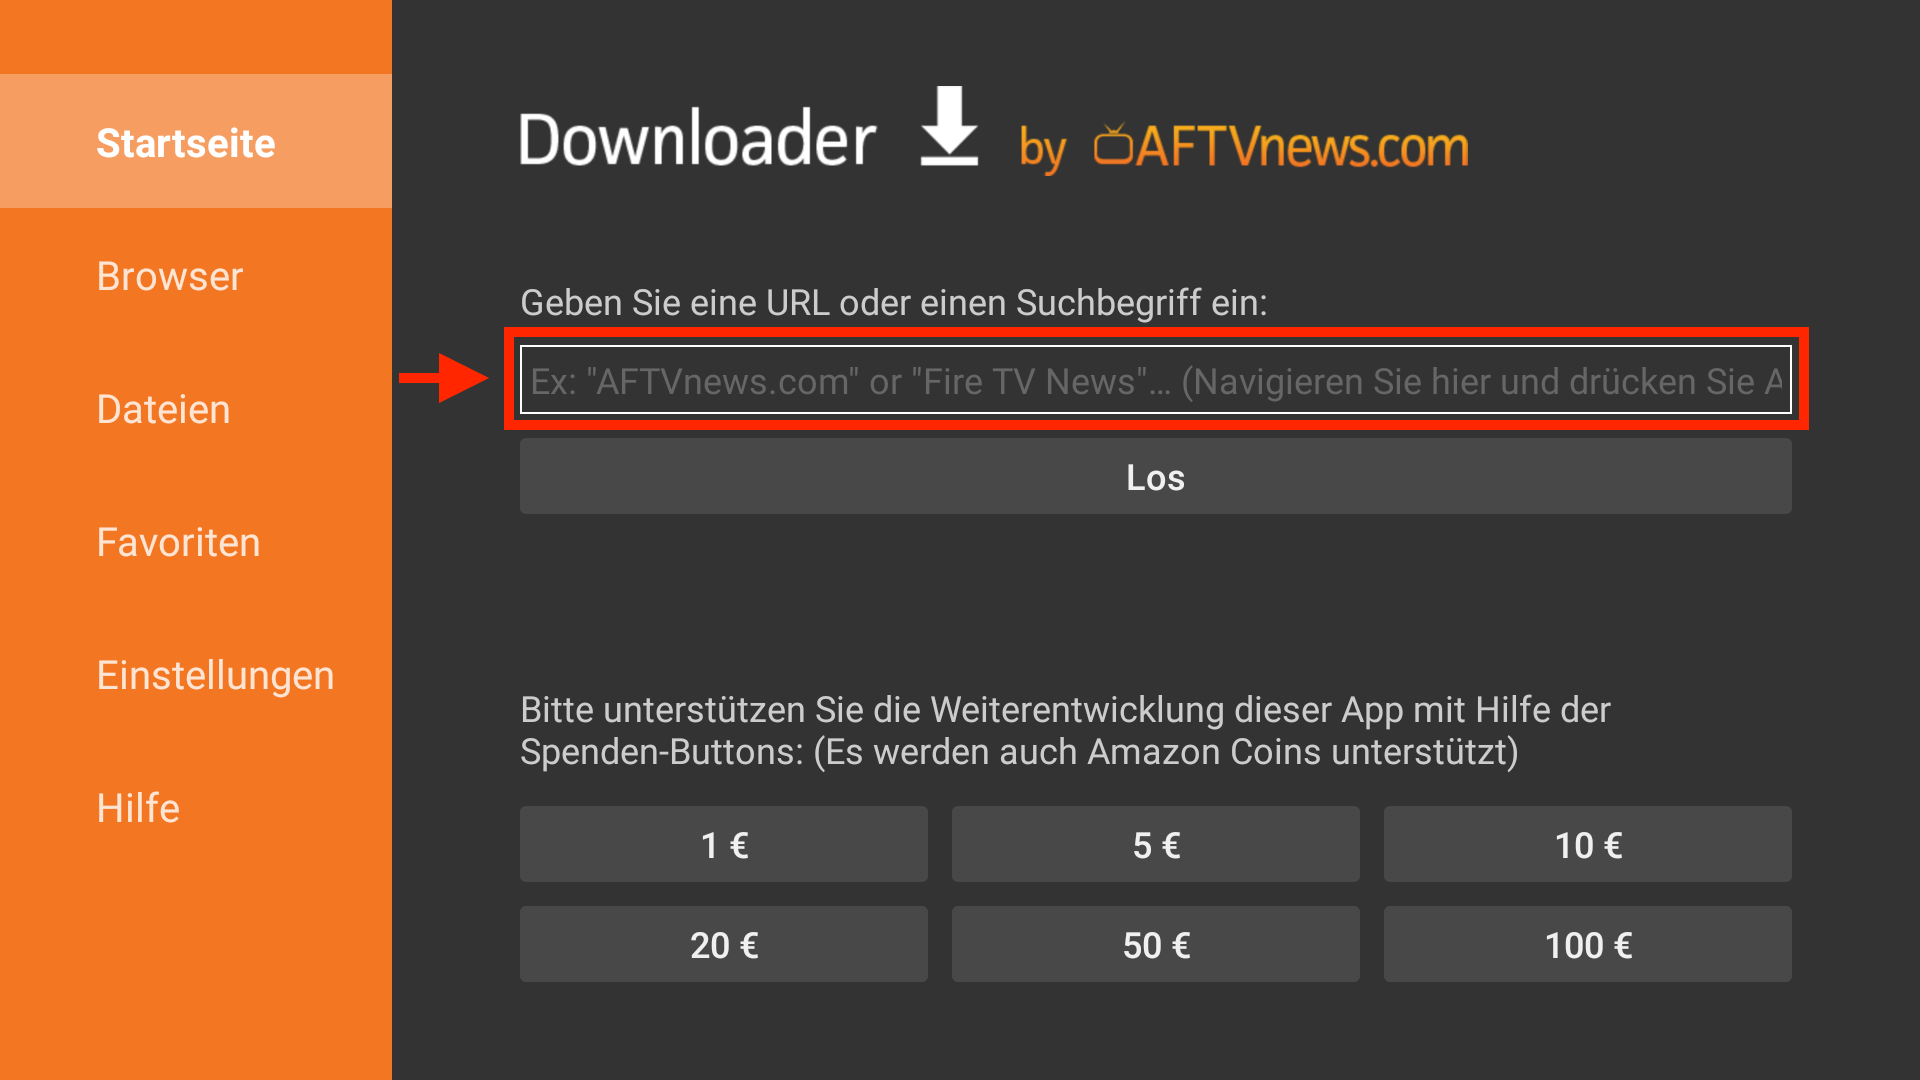 Startseite
Browser
Dateien
Favoriten
Einstellungen
Hilfe
Downloader by AFTVnews.com
Geben Sie eine URL oder einen Suchbegriff ein:
Ex: "AFTVnews.com" or "Fire TV News"... (Navigieren Sie hier und drücken Sie A
Los
Bitte unterstützen Sie die Weiterentwicklung dieser App mit Hilfe der
Spenden-Buttons: (Es werden auch Amazon Coins unterstützt)
1 € 5 € 10 €
20 € 50 € 100 €